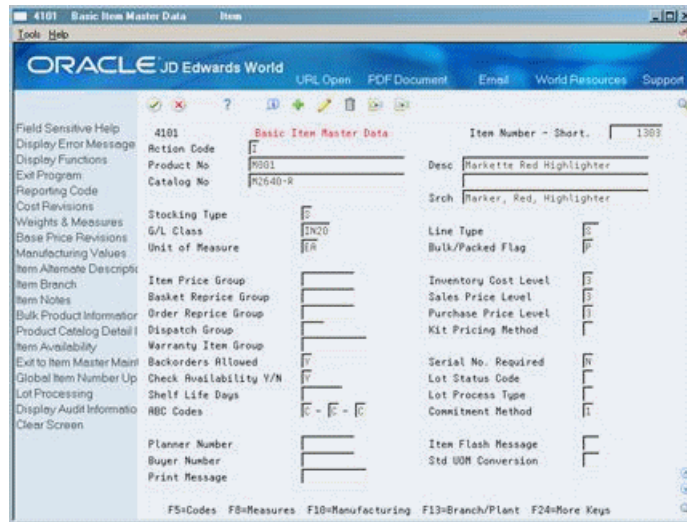 4101 Basic Item Master Data Item
Tools Help
ORACLE JD Edwards World
URL Open PDF Document Email World Resources Support
Field Sensitive Help
Display Error Message
Display Functions
Exit Program
Reporting Code
Cost Revisions
Weights & Measures
Base Price Revisions
Manufacturing Values
Item Alternate Descriptio
Item Branch
Item Notes
Bulk Product Information
Product Catalog Detail I
Item Availability
Exit to Item Master Maint
Global Item Number Up
Lot Processing
Display Audit Informatio
Clear Screen
4101 Basic Item Master Data Item Number - Short. 1303
Action Code I
Product No M001 Desc Markette Red Highlighter
Catalog No M2640-R
Srch Marker, Red, Highlighter
Stocking Type S
G/L Class IN20 Line Type S
Unit of Measure EA Bulk/Packed Flag P
Item Price Group Inventory Cost Level 3
Basket Reprice Group Sales Price Level 3
Order Reprice Group Purchase Price Level 3
Dispatch Group Kit Pricing Method
Warranty Item Group
Backorders Allowed Y Serial No. Required N
Check Availability Y/N Y Lot Status Code
Shelf Life Days Lot Process Type
ABC Codes C - C - C Commitment Method 1
Planner Number Item Flash Message
Buyer Number Std UOM Conversion
Print Message
F5=Codes F8=Measures F10=Manufacturing F13=Branch/Plant F24=More Keys